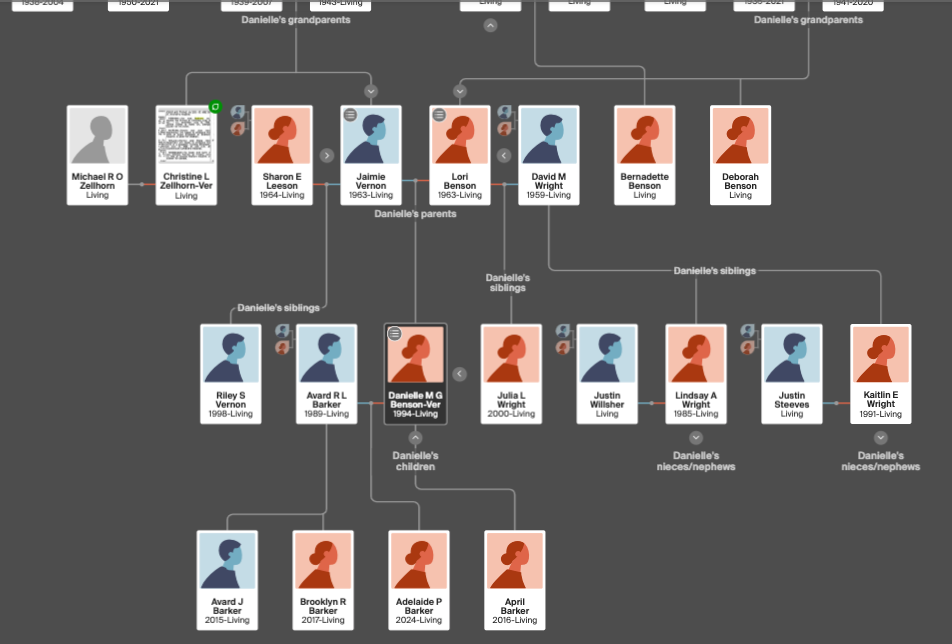 1938-2004
1950-2021
1939-2007
1943-Living
Living
Living
Living
1941-2020
Danielle's grandparents
Danielle's grandparents
Michael R O
Zellhorn
Living
Christine L
Zellhorn-Ver
Living
Sharon E
Leeson
1964-Living
Jaimie
Vernon
1963-Living
Lori
Benson
1963-Living
David M
Wright
1959-Living
Bernadette
Benson
Living
Deborah
Benson
Living
Danielle's parents
Danielle's siblings
Danielle's
siblings
Danielle's siblings
Riley S
Vernon
1998-Living
Avard R L
Barker
1989-Living
Danielle M G
Benson-Ver
1994-Living
Julia L
Wright
2000-Living
Justin
Willsher
Living
Lindsay A
Wright
1985-Living
Justin
Steeves
Living
Kaitlin E
Wright
1991-Living
Danielle's
children
Danielle's
nieces/nephews
Danielle's
nieces/nephews
Avard J
Barker
2015-Living
Brooklyn R
Barker
2017-Living
Adelaide P
Barker
2024-Living
April
Barker
2016-Living